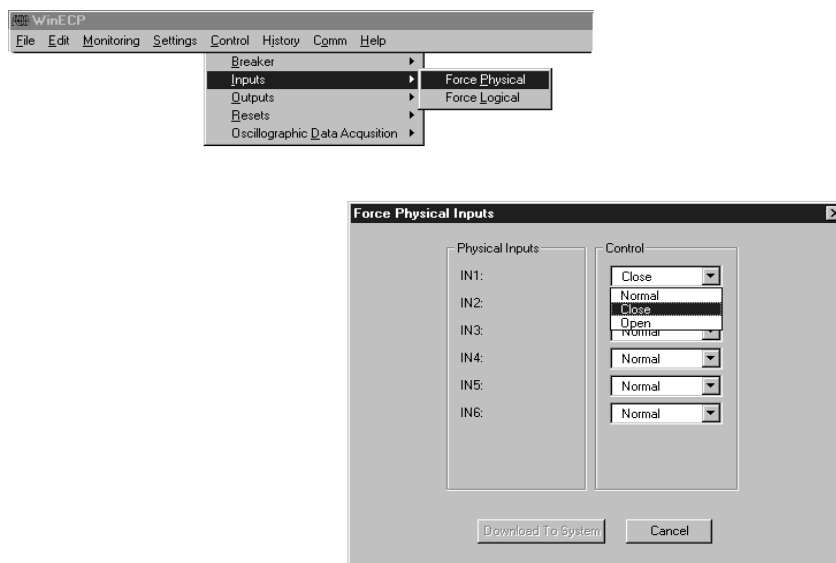 WinECP
File Edit Monitoring Settings Control History Comm Help
Breaker
Inputs
Outputs
Resets
Oscillographic Data Acqusition
Force Physical
Force Logical
Force Physical Inputs
Physical Inputs
IN1:
IN2:
IN3:
IN4:
IN5:
IN6:
Control
Close
Normal
Close
Open
Normal
Normal
Normal
Normal
Download To System
Cancel